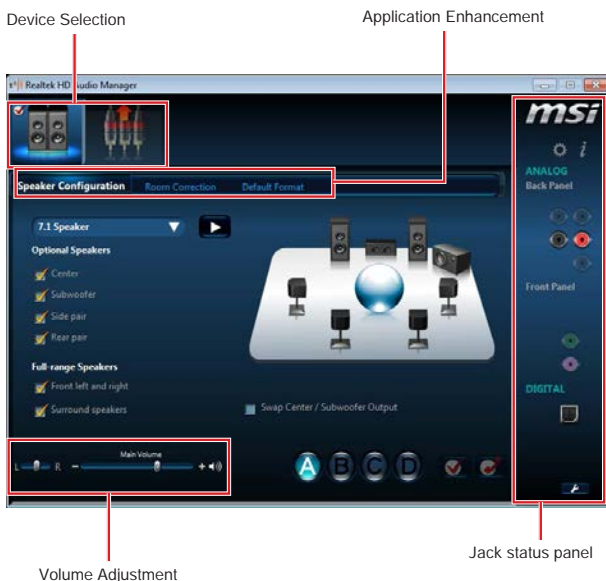 Device Selection
Application Enhancement
Realtek HD Audio Manager
msi
i
ANALOG
Back Panel
Speaker Configuration
Room Correction
Default Format
7.1 Speaker
Optional Speakers
Center
Subwoofer
Side pair
Rear pair
Front Panel
Full-range Speakers
Front left and right
Surround speakers
Swap Center / Subwoofer Output
DIGITAL
Main Volume
L R - +
A B C D
Jack status panel
Volume Adjustment